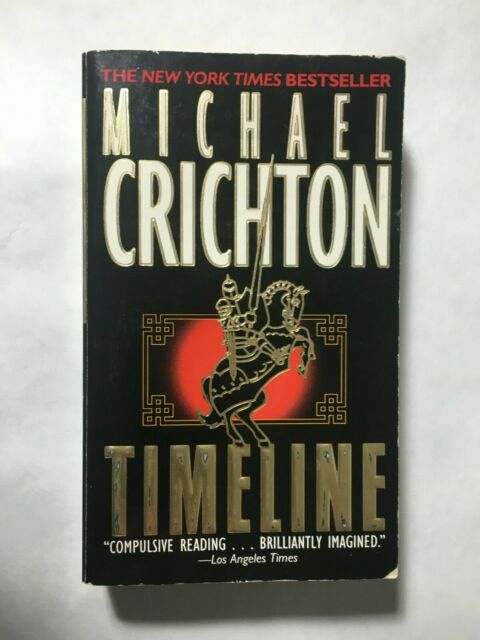 THE NEW YORK TIMES BESTSELLER
MICHAEL
CRICHTON
TIMELINE
“COMPULSIVE READING . . . BRILLIANTLY IMAGINED.”
—Los Angeles Times